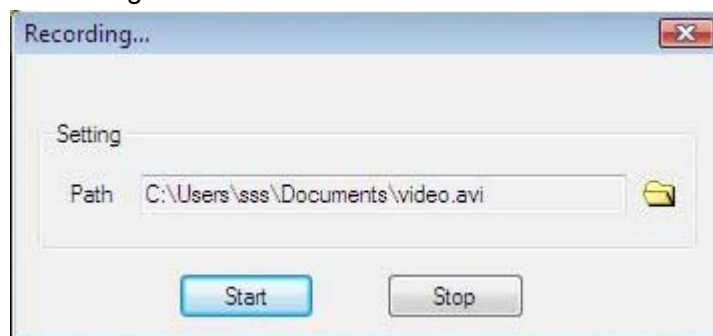 Recording...
Setting
Path C:\Users\sss\Documents\video.avi
Start Stop